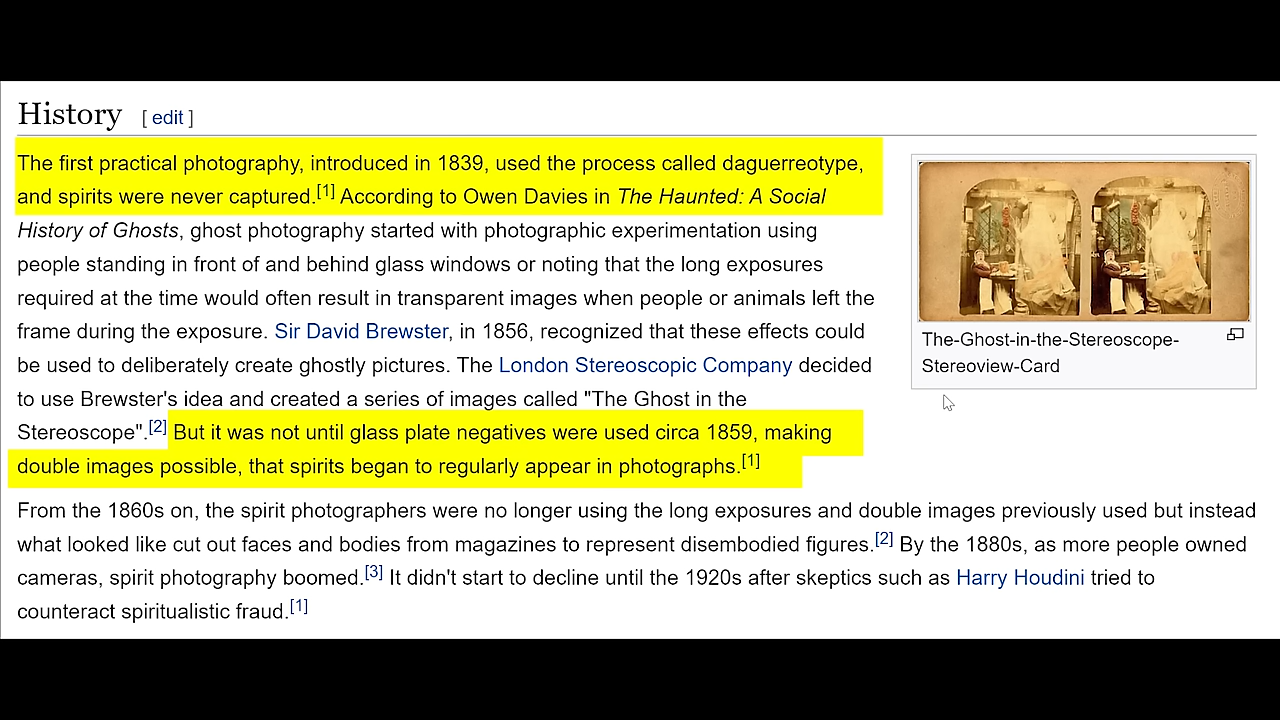 History [ edit ]
The first practical photography, introduced in 1839, used the process called daguerreotype,
and spirits were never captured.[1] According to Owen Davies in The Haunted: A Social
History of Ghosts, ghost photography started with photographic experimentation using
people standing in front of and behind glass windows or noting that the long exposures
required at the time would often result in transparent images when people or animals left the
frame during the exposure. Sir David Brewster, in 1856, recognized that these effects could
be used to deliberately create ghostly pictures. The London Stereoscopic Company decided
to use Brewster's idea and created a series of images called "The Ghost in the
Stereoscope".[2] But it was not until glass plate negatives were used circa 1859, making
double images possible, that spirits began to regularly appear in photographs.[1]
The-Ghost-in-the-Stereoscope-
Stereoview-Card
From the 1860s on, the spirit photographers were no longer using the long exposures and double images previously used but instead
what looked like cut out faces and bodies from magazines to represent disembodied figures.[2] By the 1880s, as more people owned
cameras, spirit photography boomed.[3] It didn't start to decline until the 1920s after skeptics such as Harry Houdini tried to
counteract spiritualistic fraud.[1]